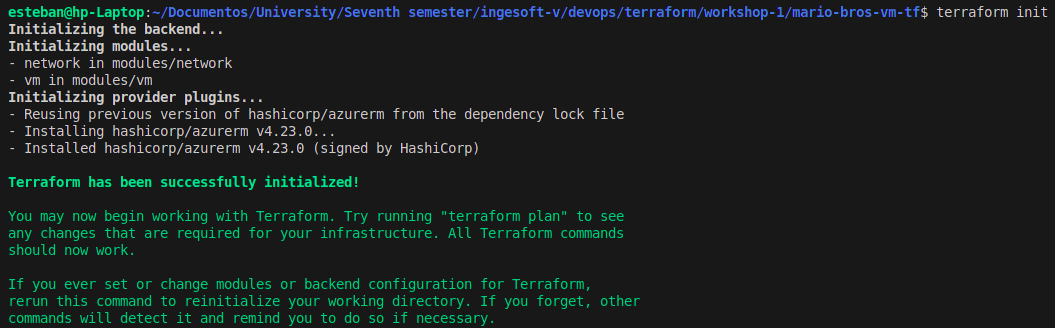 esteban@hp-Laptop:~/Documentos/University/Seventh semester/ingesoft-v/devops/terraform/workshop-1/mario-bros-vm-tf$ terraform init
Initializing the backend...
Initializing modules...
- network in modules/network
- vm in modules/vm
Initializing provider plugins...
- Reusing previous version of hashicorp/azurerm from the dependency lock file
- Installing hashicorp/azurerm v4.23.0...
- Installed hashicorp/azurerm v4.23.0 (signed by HashiCorp)
Terraform has been successfully initialized!
You may now begin working with Terraform. Try running "terraform plan" to see
any changes that are required for your infrastructure. All Terraform commands
should now work.
If you ever set or change modules or backend configuration for Terraform,
rerun this command to reinitialize your working directory. If you forget, other
commands will detect it and remind you to do so if necessary.